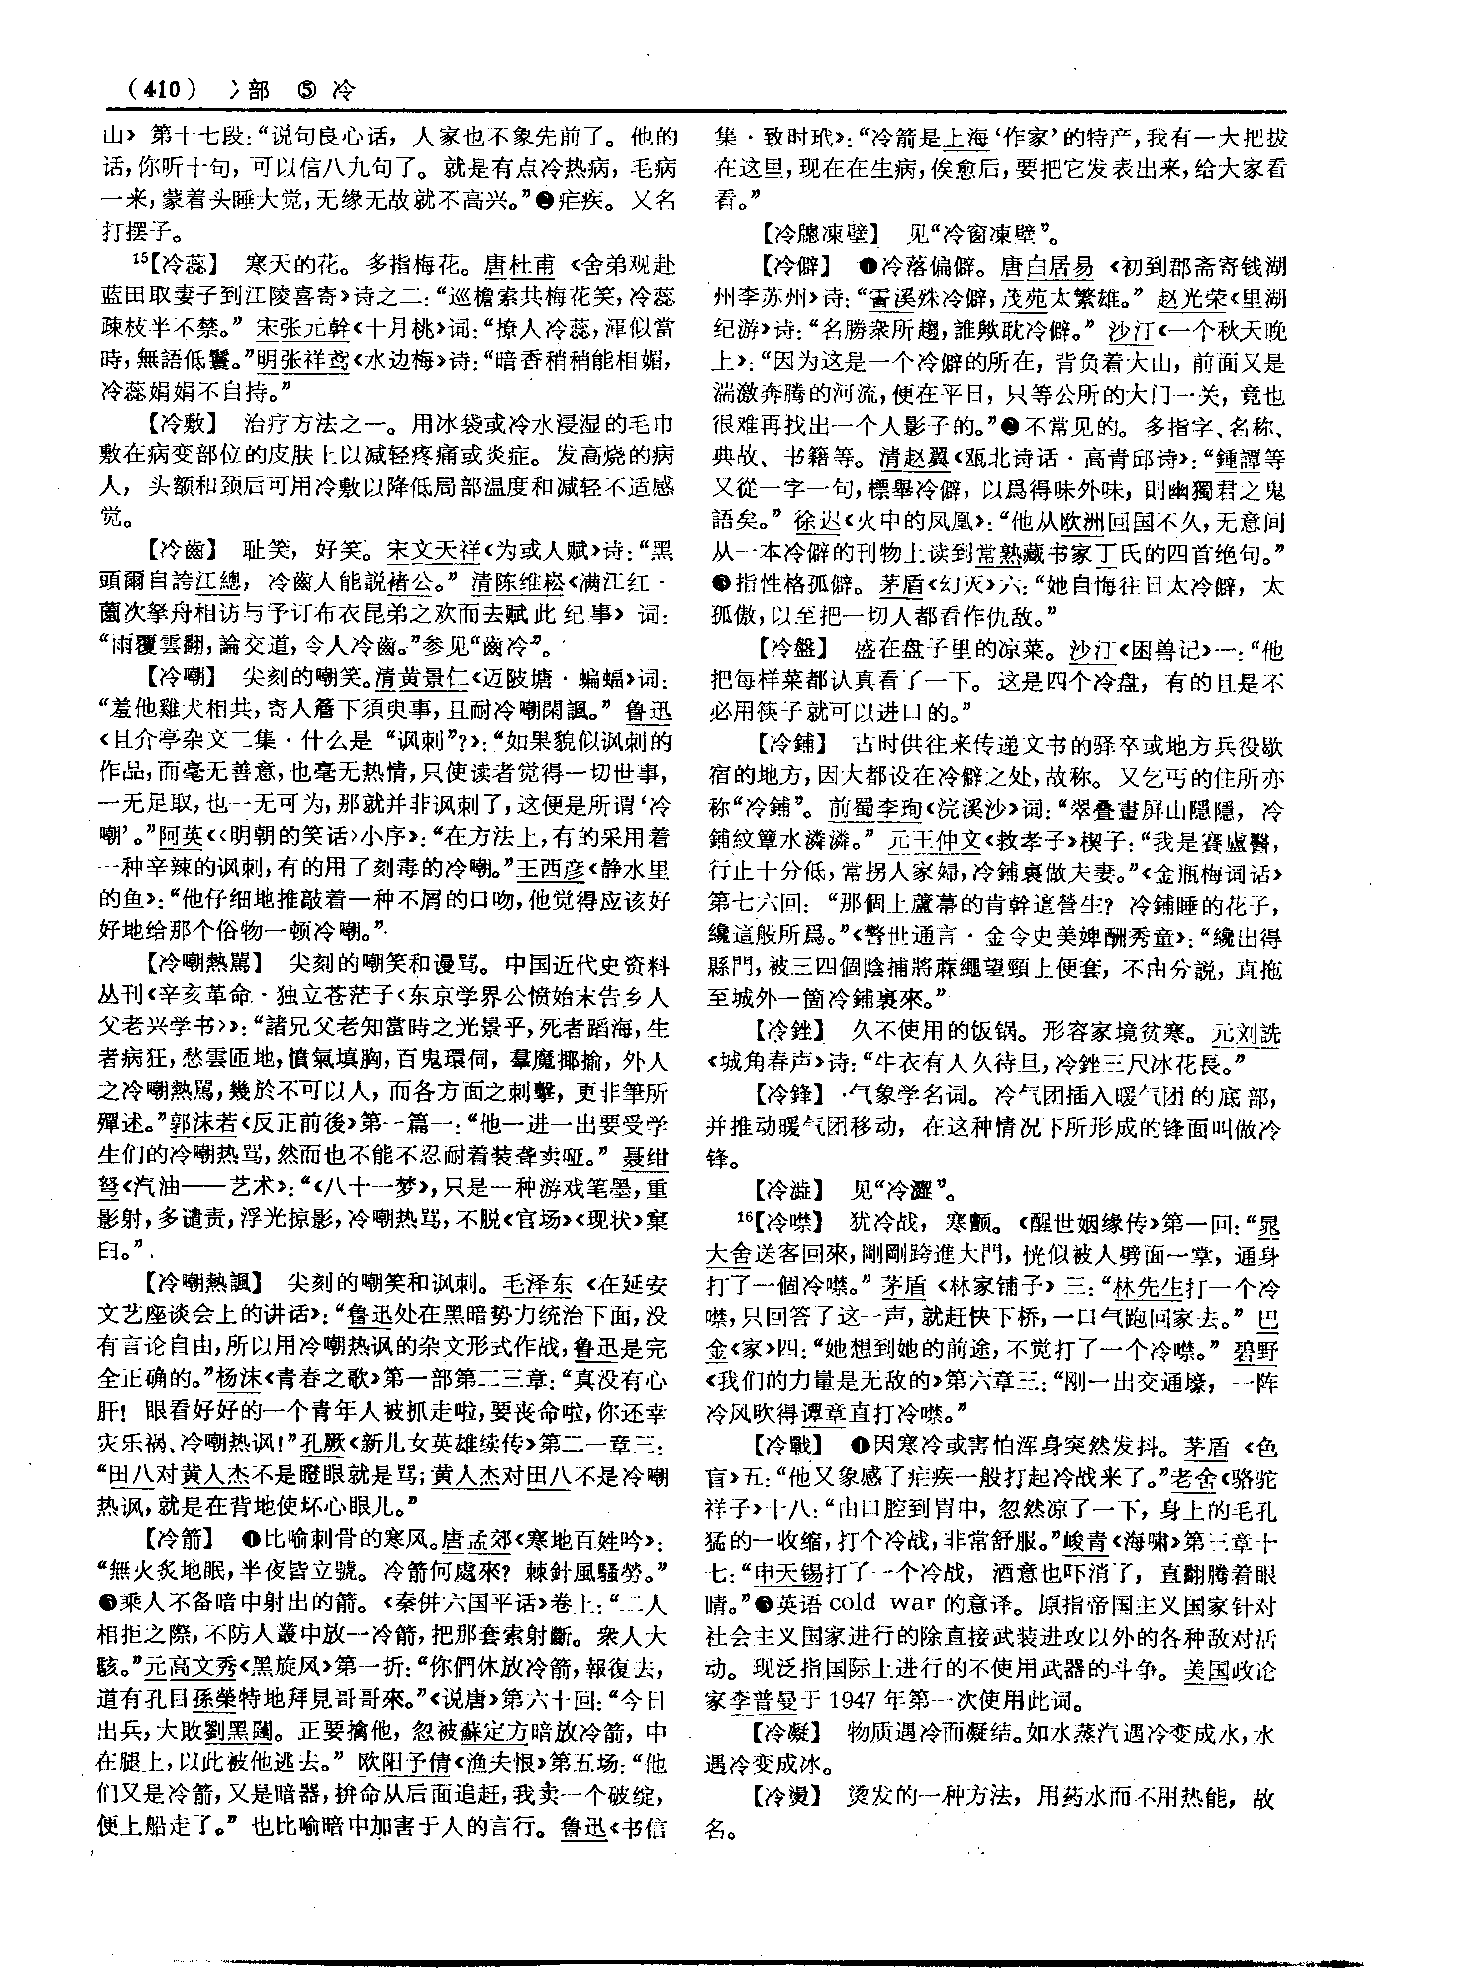 (410) 冫部 ⑤ 冷
山》 第十七段：“说句良心话，人家也不象先前了。他的
话，你听十句，可以信八九句了。就是有点冷热病，毛病
一来，蒙着头睡大觉，无缘无故就不高兴。”❷疟疾。又名
打摆子。
15【冷蕊】 寒天的花。多指梅花。唐杜甫《舍弟观赴
蓝田取妻子到江陵喜寄》诗之二：“巡檐索共梅花笑，冷蕊
疎枝半不禁。” 宋张元幹《十月桃》词：“撩人冷蕊，渾似當
時，無語低鬟。”明张祥鸢《水边梅》诗：“暗香稍稍能相媚，
冷蕊娟娟不自持。”
【冷敷】 治疗方法之一。用冰袋或冷水浸湿的毛巾
敷在病变部位的皮肤上以减轻疼痛或炎症。发高烧的病
人，头额和颈后可用冷敷以降低局部温度和减轻不适感
觉。
【冷齒】 耻笑，好笑。宋文天祥《为或人赋》诗：“黑
頭爾自誇江總，冷齒人能説褚公。” 清陈维崧《满江红·
薗次拏舟相访与予订布衣昆弟之欢而去赋此纪事》词：
“雨覆雲翻，論交道，令人冷齒。”参见“齒冷”。
【冷嘲】 尖刻的嘲笑。清黄景仁《迈陂塘·蝙蝠》词：
“羞他雞犬相共，寄人簷下須臾事，且耐冷嘲閑諷。” 鲁迅
《且介亭杂文二集·什么是“讽刺”?》：“如果貌似讽刺的
作品，而毫无善意，也毫无热情，只使读者觉得一切世事，
一无足取，也一无可为，那就并非讽刺了，这便是所谓‘冷
嘲’。”阿英《〈明朝的笑话〉小序》：“在方法上，有的采用着
一种辛辣的讽刺，有的用了刻毒的冷嘲。”王西彦《静水里
的鱼》：“他仔细地推敲着一种不屑的口吻，他觉得应该好
好地给那个俗物一顿冷嘲。”
【冷嘲熱駡】 尖刻的嘲笑和谩骂。中国近代史资料
丛刊《辛亥革命·独立苍茫子〈东京学界公愤始末告乡人
父老兴学书〉》：“諸兄父老知當時之光景乎，死者蹈海，生
者病狂，愁雲匝地，憤氣填胸，百鬼環伺，羣魔揶揄，外人
之冷嘲熱駡，幾於不可以人，而各方面之刺擊，更非筆所
殫述。”郭沫若《反正前後》第一篇一：“他一进一出要受学
生们的冷嘲热骂，然而也不能不忍耐着装聋卖哑。” 聂绀
弩《汽油——艺术》：“《八十一梦》，只是一种游戏笔墨，重
影射，多谴责，浮光掠影，冷嘲热骂，不脱《官场》《现状》窠
臼。”
【冷嘲熱諷】 尖刻的嘲笑和讽刺。毛泽东《在延安
文艺座谈会上的讲话》：“鲁迅处在黑暗势力统治下面，没
有言论自由，所以用冷嘲热讽的杂文形式作战，鲁迅是完
全正确的。”杨沫《青春之歌》第一部第二三章：“真没有心
肝！眼看好好的一个青年人被抓走啦，要丧命啦，你还幸
灾乐祸、冷嘲热讽！”孔厥《新儿女英雄续传》第二一章三：
“田八对黄人杰不是瞪眼就是骂；黄人杰对田八不是冷嘲
热讽，就是在背地使坏心眼儿。”
【冷箭】 ❶比喻刺骨的寒风。唐孟郊《寒地百姓吟》：
“無火炙地眠，半夜皆立號。冷箭何處來？棘針風騷勞。”
❷乘人不备暗中射出的箭。《秦併六国平话》卷上：“二人
相拒之際，不防人叢中放一冷箭，把那套索射斷。衆人大
駭。”元高文秀《黑旋风》第一折：“你們休放冷箭，報復去，
道有孔目孫榮特地拜見哥哥來。”《说唐》第六十回：“今日
出兵，大敗劉黑闥。正要擒他，忽被蘇定方暗放冷箭，中
在腿上，以此被他逃去。” 欧阳予倩《渔夫恨》第五场：“他
们又是冷箭，又是暗器，拚命从后面追赶，我卖一个破绽，
便上船走了。”也比喻暗中加害于人的言行。鲁迅《书信
集·致时玳》：“冷箭是上海‘作家’的特产，我有一大把拔
在这里，现在在生病，俟愈后，要把它发表出来，给大家看
看。”
【冷牕凍壁】 见“冷窗凍壁”。
【冷僻】 ❶冷落偏僻。唐白居易《初到郡斋寄钱湖
州李苏州》诗：“霅溪殊冷僻，茂苑太繁雄。” 赵光荣《里湖
纪游》诗：“名勝衆所趨，誰歟耽冷僻。” 沙汀《一个秋天晚
上》：“因为这是一个冷僻的所在，背负着大山，前面又是
湍激奔腾的河流，便在平日，只等公所的大门一关，竟也
很难再找出一个人影子的。”❷不常见的。多指字、名称、
典故、书籍等。清赵翼《瓯北诗话·高青邱诗》：“鍾譚等
又從一字一句，標舉冷僻，以爲得味外味，則幽獨君之鬼
語矣。” 徐迟《火中的凤凰》：“他从欧洲回国不久，无意间
从一本冷僻的刊物上读到常熟藏书家丁氏的四首绝句。”
❸指性格孤僻。茅盾《幻灭》六：“她自悔往日太冷僻，太
孤傲，以至把一切人都看作仇敌。”
【冷盤】 盛在盘子里的凉菜。沙汀《困兽记》一：“他
把每样菜都认真看了一下。这是四个冷盘，有的且是不
必用筷子就可以进口的。”
【冷鋪】 古时供往来传递文书的驿卒或地方兵役歇
宿的地方，因大都设在冷僻之处，故称。又乞丐的住所亦
称“冷鋪”。前蜀李珣《浣溪沙》词：“翠叠畫屏山隱隱，冷
鋪紋簟水潾潾。” 元王仲文《救孝子》楔子：“我是賽盧醫，
行止十分低，常拐人家婦，冷鋪裏做夫妻。”《金瓶梅词话》
第七六回：“那個上蘆蓆的肯幹這營生？冷鋪睡的花子，
纔這般所爲。”《警世通言·金令史美婢酬秀童》：“纔出得
縣門，被三四個陰捕將蔴繩望頸上便套，不由分說，直拖
至城外一箇冷鋪裏來。”
【冷銼】 久不使用的饭锅。形容家境贫寒。元刘诜
《城角春声》诗：“牛衣有人久待旦，冷銼三尺冰花長。”
【冷鋒】 气象学名词。冷气团插入暖气团的底部，
并推动暖气团移动，在这种情况下所形成的锋面叫做冷
锋。
【冷澁】 见“冷澀”。
16【冷噤】 犹冷战，寒颤。《醒世姻缘传》第一回：“晁
大舍送客回來，剛剛跨進大門，恍似被人劈面一掌，通身
打了一個冷噤。” 茅盾《林家铺子》三：“林先生打一个冷
噤，只回答了这一声，就赶快下桥，一口气跑回家去。” 巴
金《家》四：“她想到她的前途，不觉打了一个冷噤。” 碧野
《我们的力量是无敌的》第六章三：“刚一出交通壕，一阵
冷风吹得谭章直打冷噤。”
【冷戰】 ❶因寒冷或害怕浑身突然发抖。茅盾《色
盲》五：“他又象感了疟疾一般打起冷战来了。”老舍《骆驼
祥子》十八：“由口腔到胃中，忽然凉了一下，身上的毛孔
猛的一收缩，打个冷战，非常舒服。”峻青《海啸》第三章十
七：“申天锡打了一个冷战，酒意也吓消了，直翻腾着眼
睛。”❷英语 cold war 的意译。原指帝国主义国家针对
社会主义国家进行的除直接武装进攻以外的各种敌对活
动。现泛指国际上进行的不使用武器的斗争。美国政论
家李普曼于 1947 年第一次使用此词。
【冷凝】 物质遇冷而凝结。如水蒸汽遇冷变成水，水
遇冷变成冰。
【冷燙】 烫发的一种方法，用药水而不用热能，故
名。